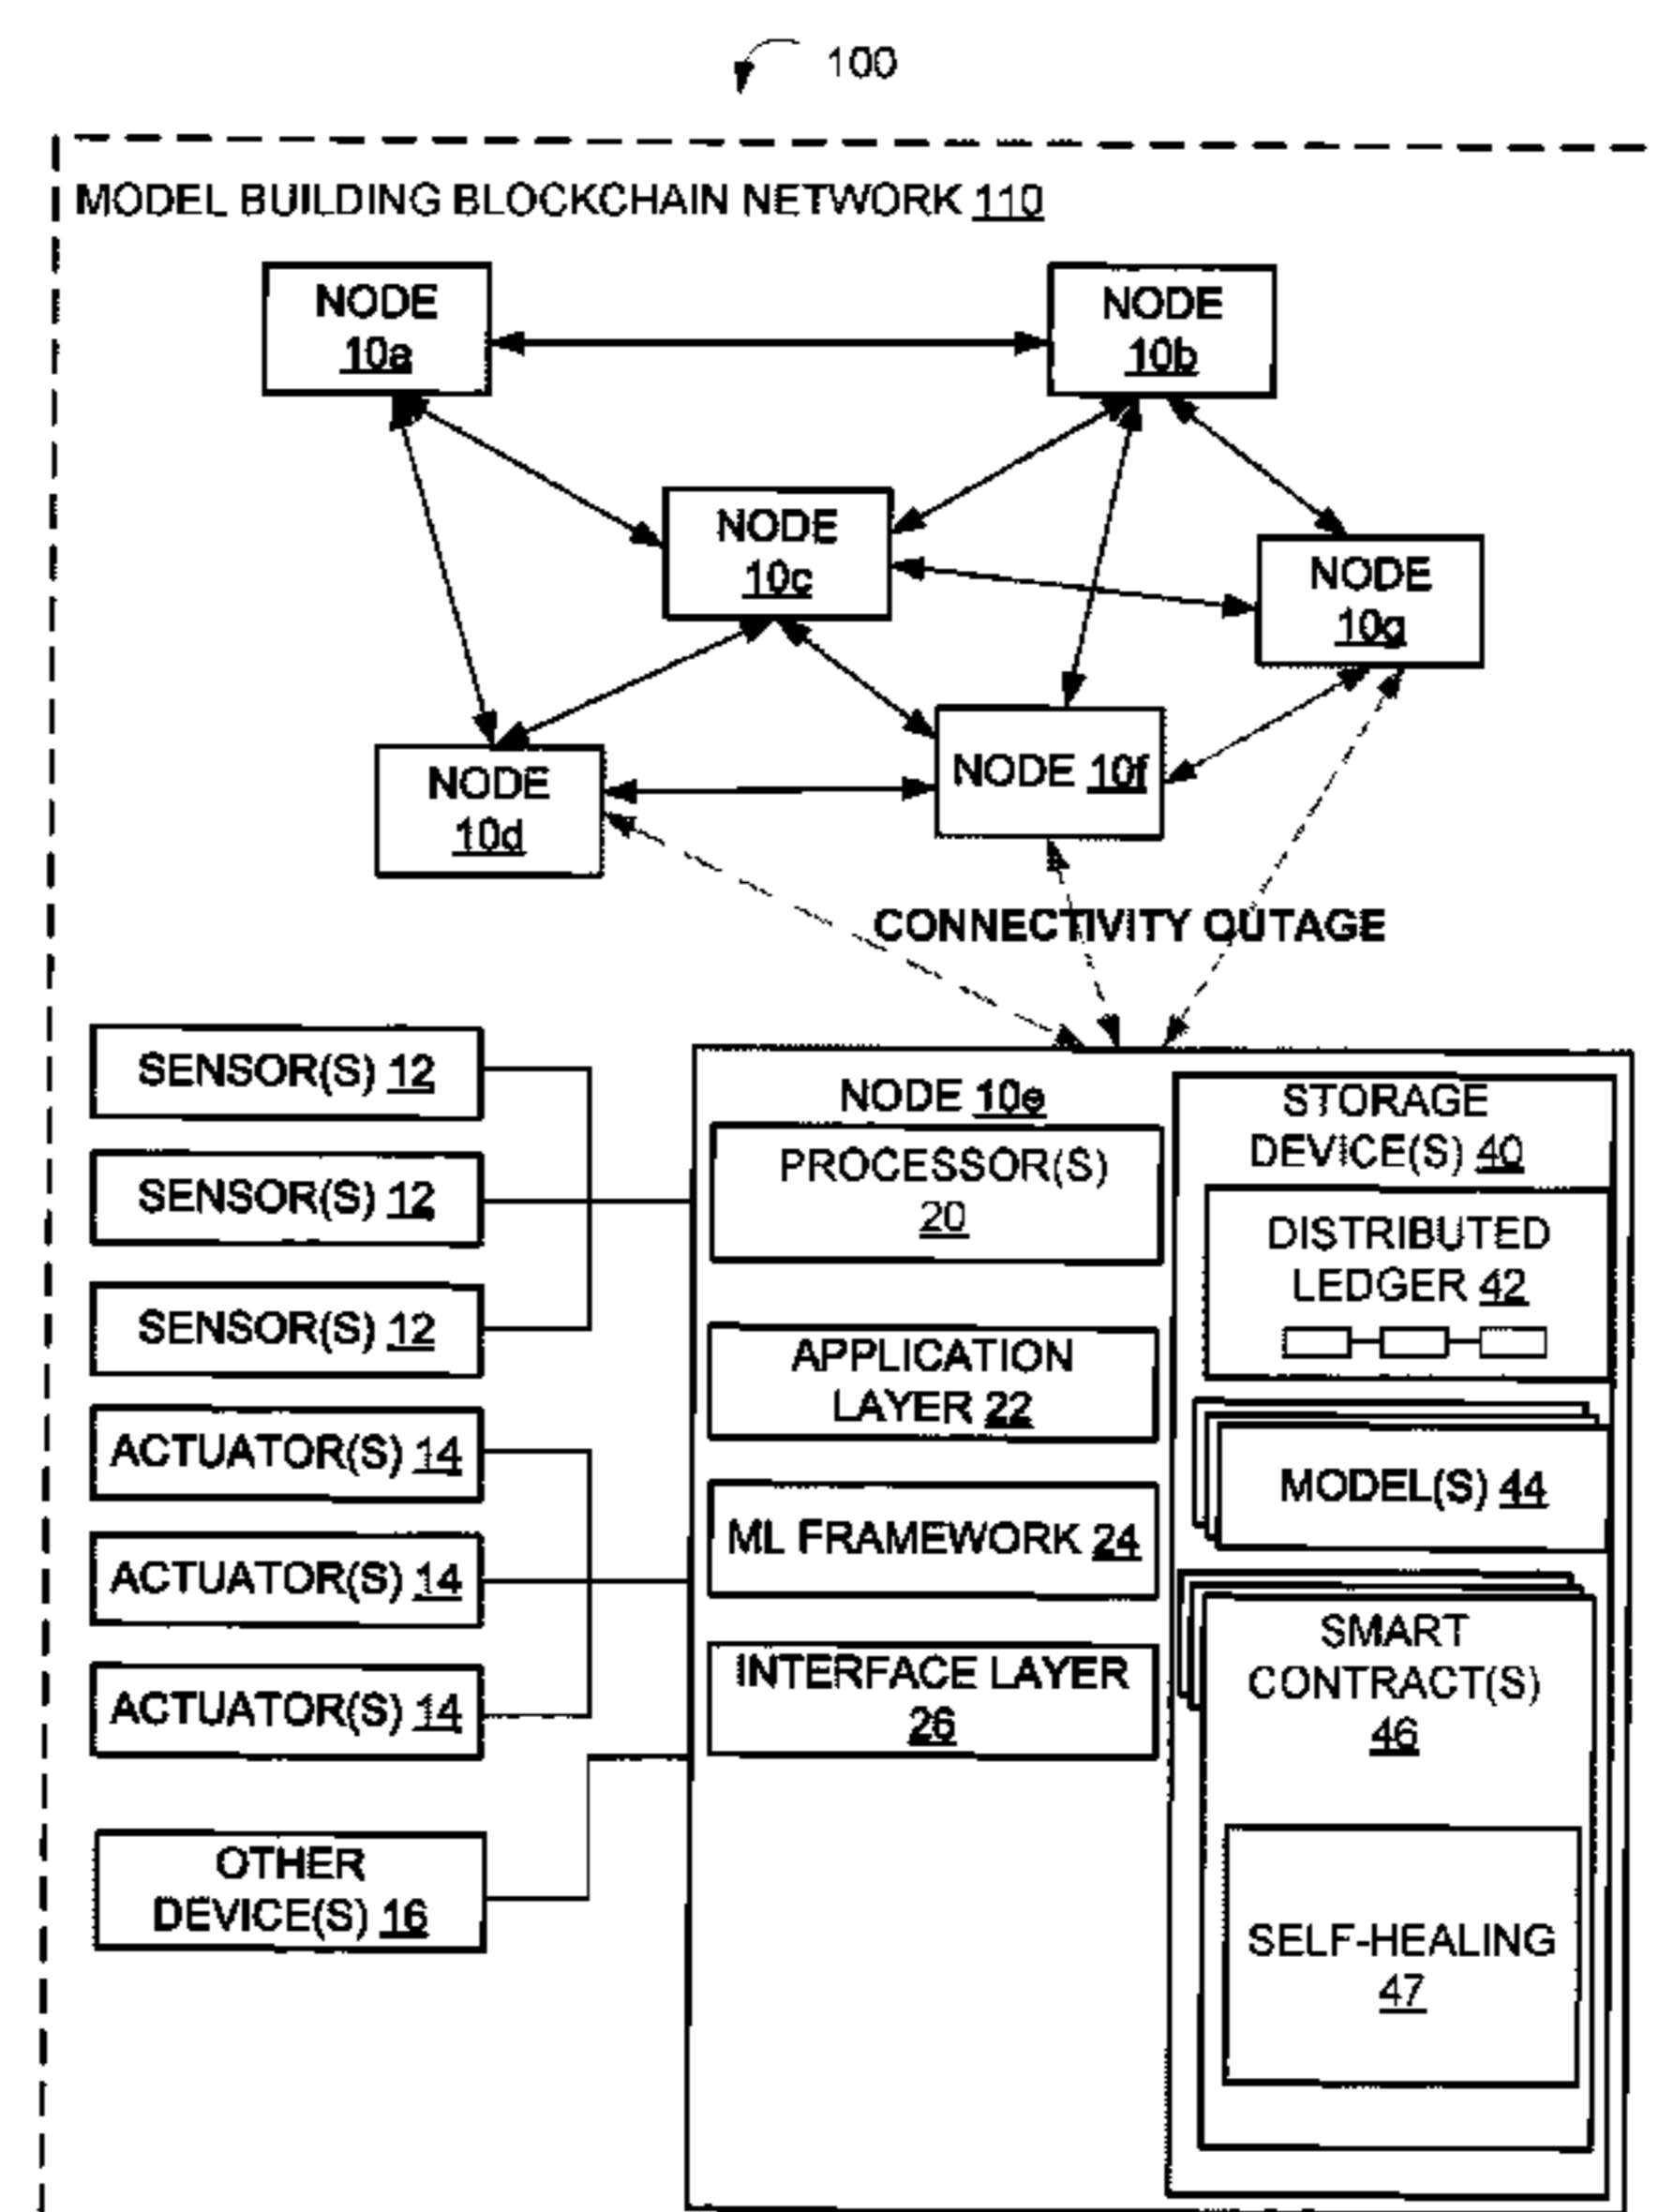 100
MODEL BUILDING BLOCKCHAIN NETWORK 110
NODE
10a
NODE
10b
NODE
10c
NODE
10g
NODE
10d
NODE 10f
CONNECTIVITY OUTAGE
SENSOR(S) 12
SENSOR(S) 12
SENSOR(S) 12
ACTUATOR(S) 14
ACTUATOR(S) 14
ACTUATOR(S) 14
OTHER
DEVICE(S) 16
NODE 10e
PROCESSOR(S)
20
APPLICATION
LAYER 22
ML FRAMEWORK 24
INTERFACE LAYER
26
STORAGE
DEVICE(S) 40
DISTRIBUTED
LEDGER 42
MODEL(S) 44
SMART
CONTRACT(S)
46
SELF-HEALING
47